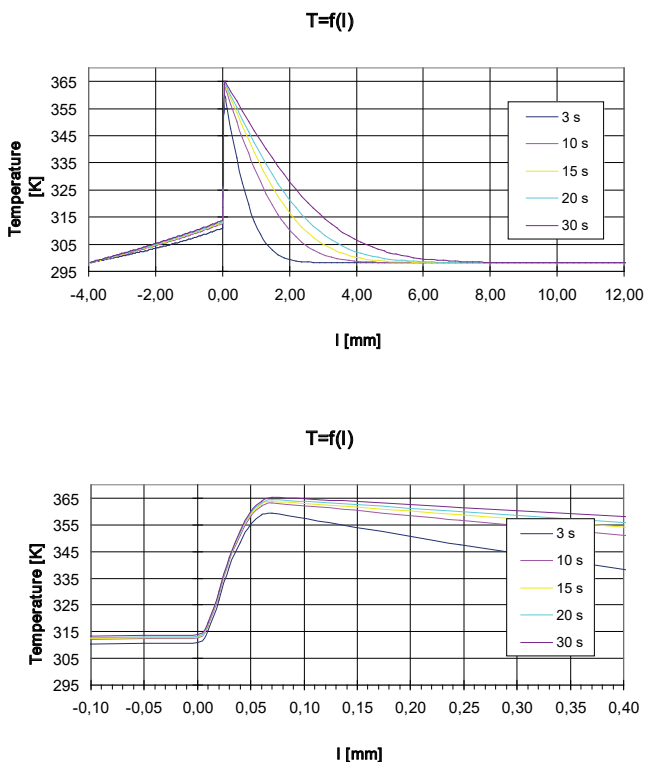 T=f(l)
Temperature
[K]
365
355
345
335
325
315
305
295
-4,00 -2,00 0,00 2,00 4,00 6,00 8,00 10,00 12,00
l [mm]
3 s
10 s
15 s
20 s
30 s
T=f(l)
Temperature [K]
365
355
345
335
325
315
305
295
-0,10 -0,05 0,00 0,05 0,10 0,15 0,20 0,25 0,30 0,35 0,40
l [mm]
3 s
10 s
15 s
20 s
30 s